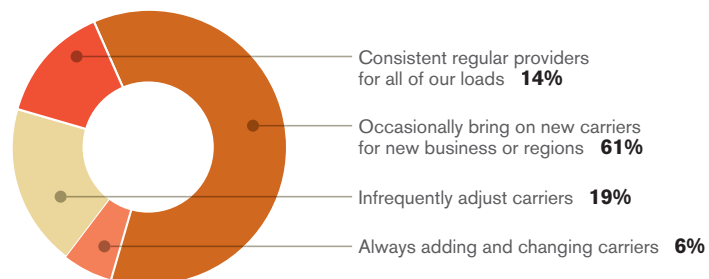 Consistent regular providers
for all of our loads 14%
Occasionally bring on new carriers
for new business or regions 61%
Infrequently adjust carriers 19%
Always adding and changing carriers 6%